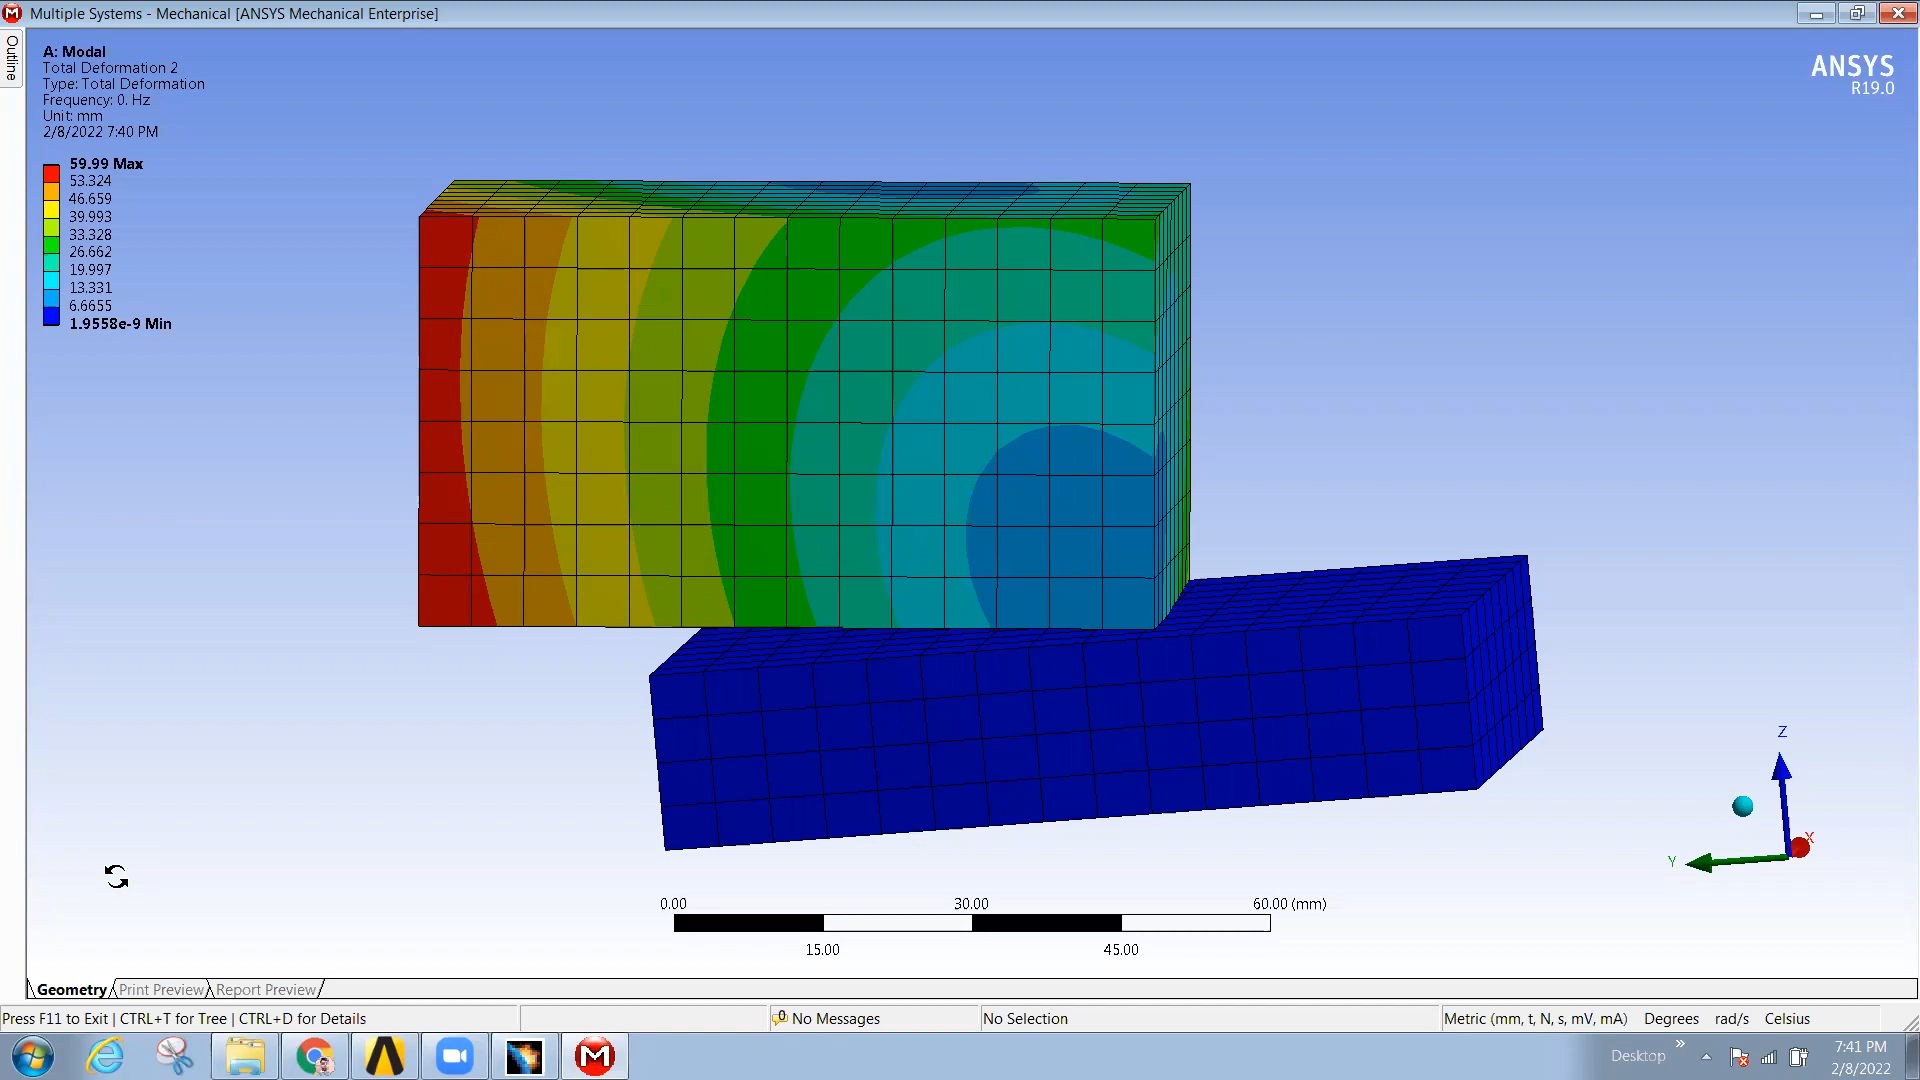 Multiple Systems - Mechanical [ANSYS Mechanical Enterprise]
Outline
A: Modal
Total Deformation 2
Type: Total Deformation
Frequency: 0. Hz
Unit: mm
2/8/2022 7:40 PM
ANSYS
R19.0
59.99 Max
53.324
46.659
39.993
33.328
26.662
19.997
13.331
6.6655
1.9558e-9 Min
Z
X
Y
0.00 30.00 60.00 (mm)
15.00 45.00
Geometry Print Preview Report Preview
Press F11 to Exit | CTRL+T for Tree | CTRL+D for Details 0 No Messages No Selection Metric (mm, t, N, s, mV, mA) Degrees rad/s Celsius
Desktop » 7:41 PM
2/8/2022